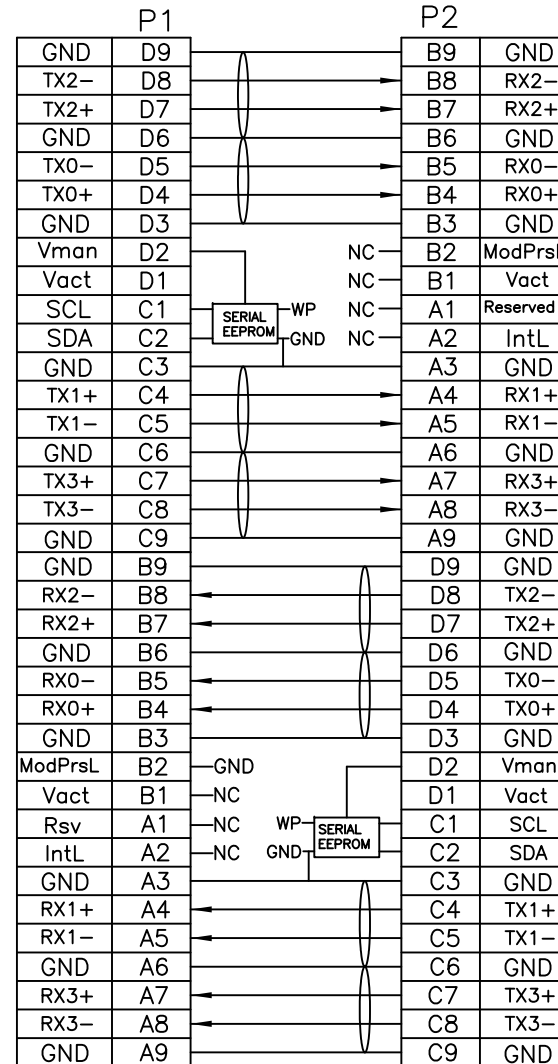 P1 P2
GND D9 B9 GND
TX2- D8 B8 RX2-
TX2+ D7 B7 RX2+
GND D6 B6 GND
TX0- D5 B5 RX0-
TX0+ D4 B4 RX0+
GND D3 B3 GND
Vman D2 NC B2 ModPrsL
Vact D1 NC B1 Vact
SCL C1 SERIAL WP NC A1 Reserved
SDA C2 EEPROM GND NC A2 IntL
GND C3 A3 GND
TX1+ C4 A4 RX1+
TX1- C5 A5 RX1-
GND C6 A6 GND
TX3+ C7 A7 RX3+
TX3- C8 A8 RX3-
GND C9 A9 GND
GND B9 D9 GND
RX2- B8 D8 TX2-
RX2+ B7 D7 TX2+
GND B6 D6 GND
RX0- B5 D5 TX0-
RX0+ B4 D4 TX0+
GND B3 D3 GND
ModPrsL B2 GND D2 Vman
Vact B1 NC D1 Vact
Rsv A1 NC WP SERIAL C1 SCL
IntL A2 NC GND EEPROM C2 SDA
GND A3 C3 GND
RX1+ A4 C4 TX1+
RX1- A5 C5 TX1-
GND A6 C6 GND
RX3+ A7 C7 TX3+
RX3- A8 C8 TX3-
GND A9 C9 GND